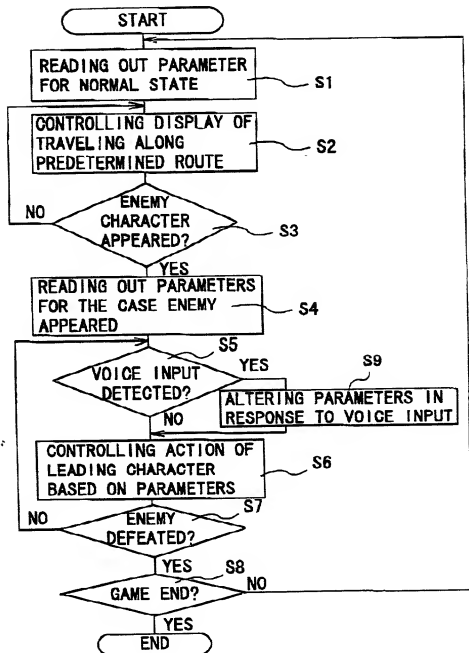 START
READING OUT PARAMETER
FOR NORMAL STATE
S1
CONTROLLING DISPLAY OF
TRAVELING ALONG
PREDETERMINED ROUTE
S2
ENEMY
CHARACTER
APPEARED?
S3
NO
YES
READING OUT PARAMETERS
FOR THE CASE ENEMY
APPEARED
S4
VOICE INPUT
DETECTED?
S5
YES
NO
S9
ALTERING PARAMETERS IN
RESPONSE TO VOICE INPUT
CONTROLLING ACTION OF
LEADING CHARACTER
BASED ON PARAMETERS
S6
ENEMY
DEFEATED?
S7
NO
YES
GAME END?
S8
NO
YES
END